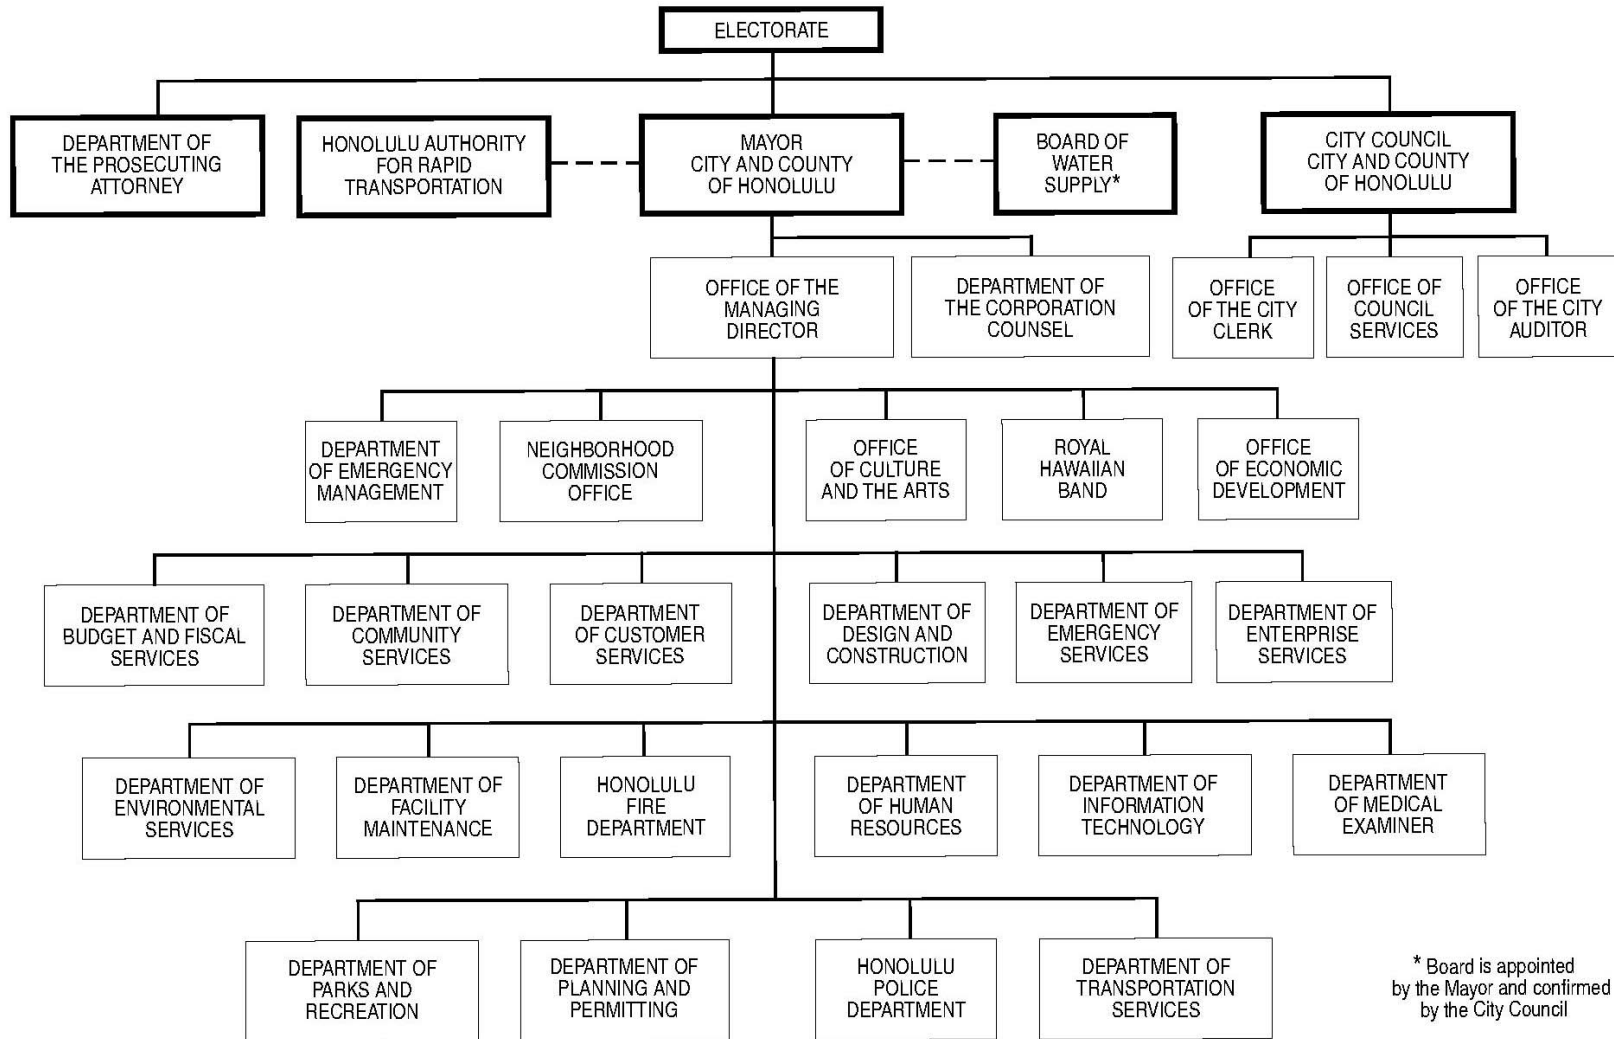 ELECTORATE
DEPARTMENT OF
THE PROSECUTING
ATTORNEY
HONOLULU AUTHORITY
FOR RAPID
TRANSPORTATION
MAYOR
CITY AND COUNTY
OF HONOLULU
BOARD OF
WATER
SUPPLY*
CITY COUNCIL
CITY AND COUNTY
OF HONOLULU
OFFICE OF THE
MANAGING
DIRECTOR
DEPARTMENT OF
THE CORPORATION
COUNSEL
OFFICE
OF THE CITY
CLERK
OFFICE OF
COUNCIL
SERVICES
OFFICE
OF THE CITY
AUDITOR
DEPARTMENT
OF EMERGENCY
MANAGEMENT
NEIGHBORHOOD
COMMISSION
OFFICE
OFFICE
OF CULTURE
AND THE ARTS
ROYAL
HAWAIIAN
BAND
OFFICE
OF ECONOMIC
DEVELOPMENT
DEPARTMENT OF
BUDGET AND FISCAL
SERVICES
DEPARTMENT OF
COMMUNITY
SERVICES
DEPARTMENT
OF CUSTOMER
SERVICES
DEPARTMENT OF
DESIGN AND
CONSTRUCTION
DEPARTMENT OF
EMERGENCY
SERVICES
DEPARTMENT OF
ENTERPRISE
SERVICES
DEPARTMENT OF
ENVIRONMENTAL
SERVICES
DEPARTMENT OF
FACILITY
MAINTENANCE
HONOLULU
FIRE
DEPARTMENT
DEPARTMENT
OF HUMAN
RESOURCES
DEPARTMENT OF
INFORMATION
TECHNOLOGY
DEPARTMENT
OF MEDICAL
EXAMINER
DEPARTMENT OF
PARKS AND
RECREATION
DEPARTMENT OF
PLANNING AND
PERMITTING
HONOLULU
POLICE
DEPARTMENT
DEPARTMENT OF
TRANSPORTATION
SERVICES
* Board is appointed
by the Mayor and confirmed
by the City Council